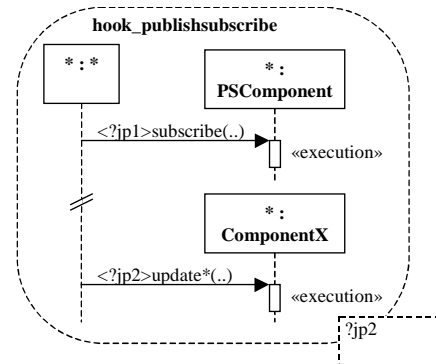 hook_publishsubscribe
* : *
* :
PSComponent
<?jp1>subscribe(..)
«execution»
* :
ComponentX
<?jp2>update*(..)
«execution»
?jp2